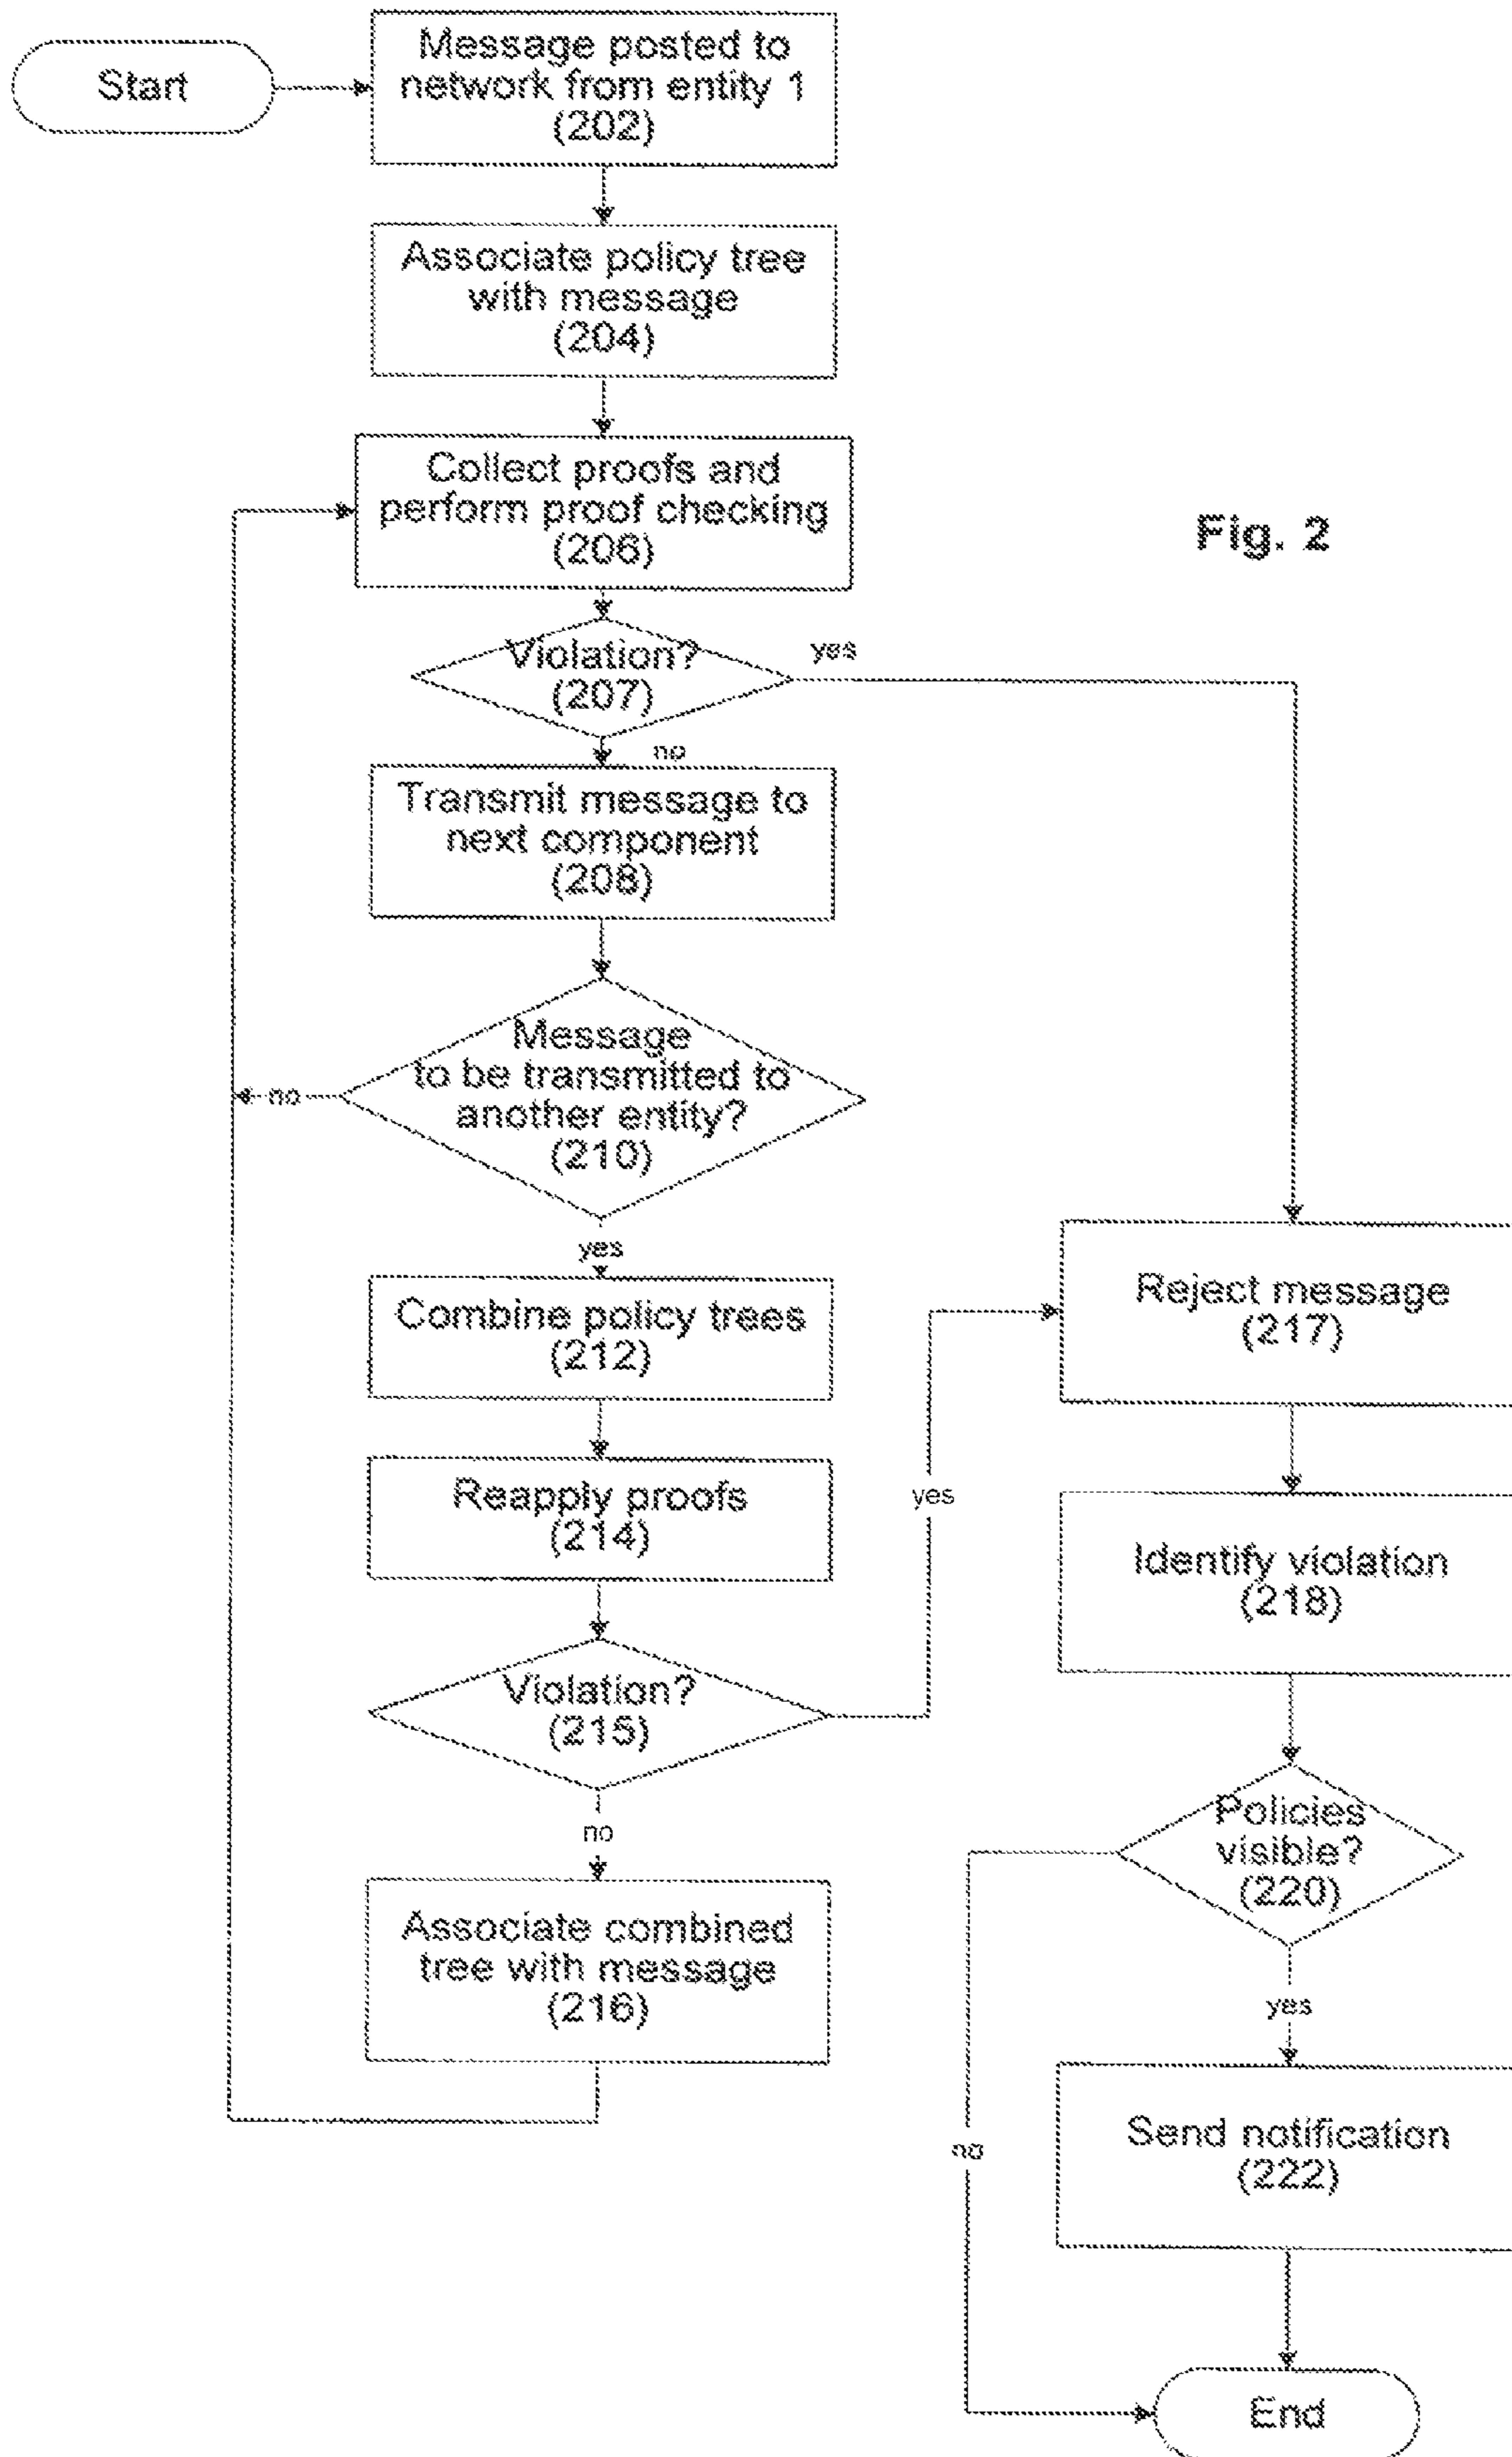 Start
Message posted to
network from entity 1
(202)
Associate policy tree
with message
(204)
Collect proofs and
perform proof checking
(206)
Fig. 2
Violation?
(207)
yes
no
Transmit message to
next component
(208)
Message
to be transmitted to
another entity?
(210)
no
yes
Combine policy trees
(212)
Reapply proofs
(214)
Violation?
(215)
yes
no
Associate combined
tree with message
(216)
Reject message
(217)
Identify violation
(218)
Policies
visible?
(220)
yes
no
Send notification
(222)
End